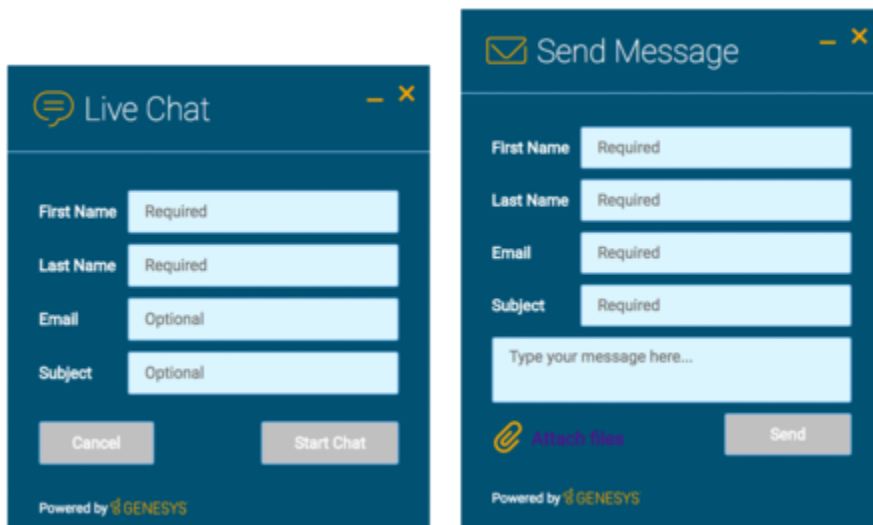 Live Chat
First Name Required
Last Name Required
Email Optional
Subject Optional
Cancel Start Chat
Powered by GENESYS
Send Message
First Name Required
Last Name Required
Email Required
Subject Required
Type your message here...
Attach files Send
Powered by GENESYS